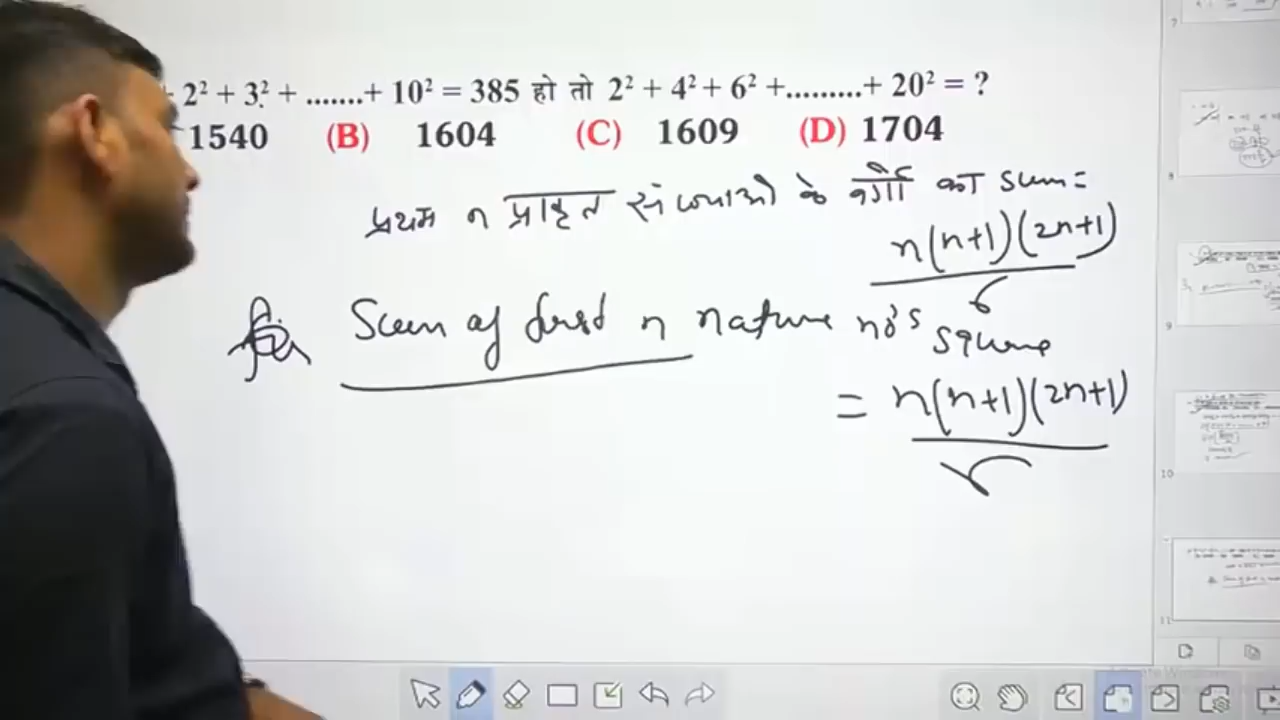 2² + 3² + .......+ 10² = 385 हो तो 2² + 4² + 6² +.........+ 20² = ?
1540 (B) 1604 (C) 1609 (D) 1704
प्रथम n प्राकृत संख्याओ के वर्गो का sum =
n(n+1)(2n+1)
6
Sum of first n nature no's square
= n(n+1)(2n+1)